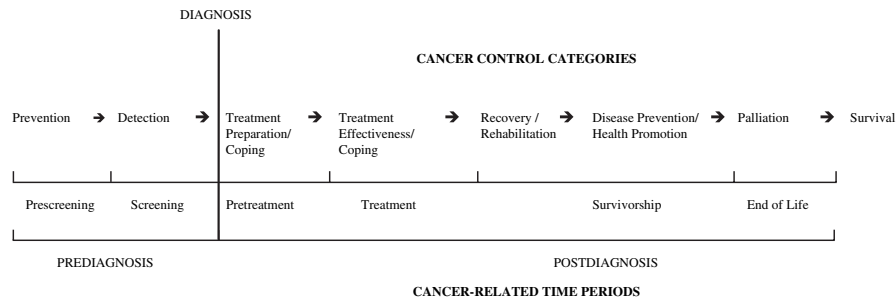 DIAGNOSIS
CANCER CONTROL CATEGORIES
Prevention → Detection → Treatment → Treatment → Recovery / → Disease Prevention/ → Palliation → Survival
Preparation/ Effectiveness/ Rehabilitation Health Promotion
Coping Coping
Prescreening Screening Pretreatment Treatment Survivorship End of Life
PREDIAGNOSIS POSTDIAGNOSIS
CANCER-RELATED TIME PERIODS